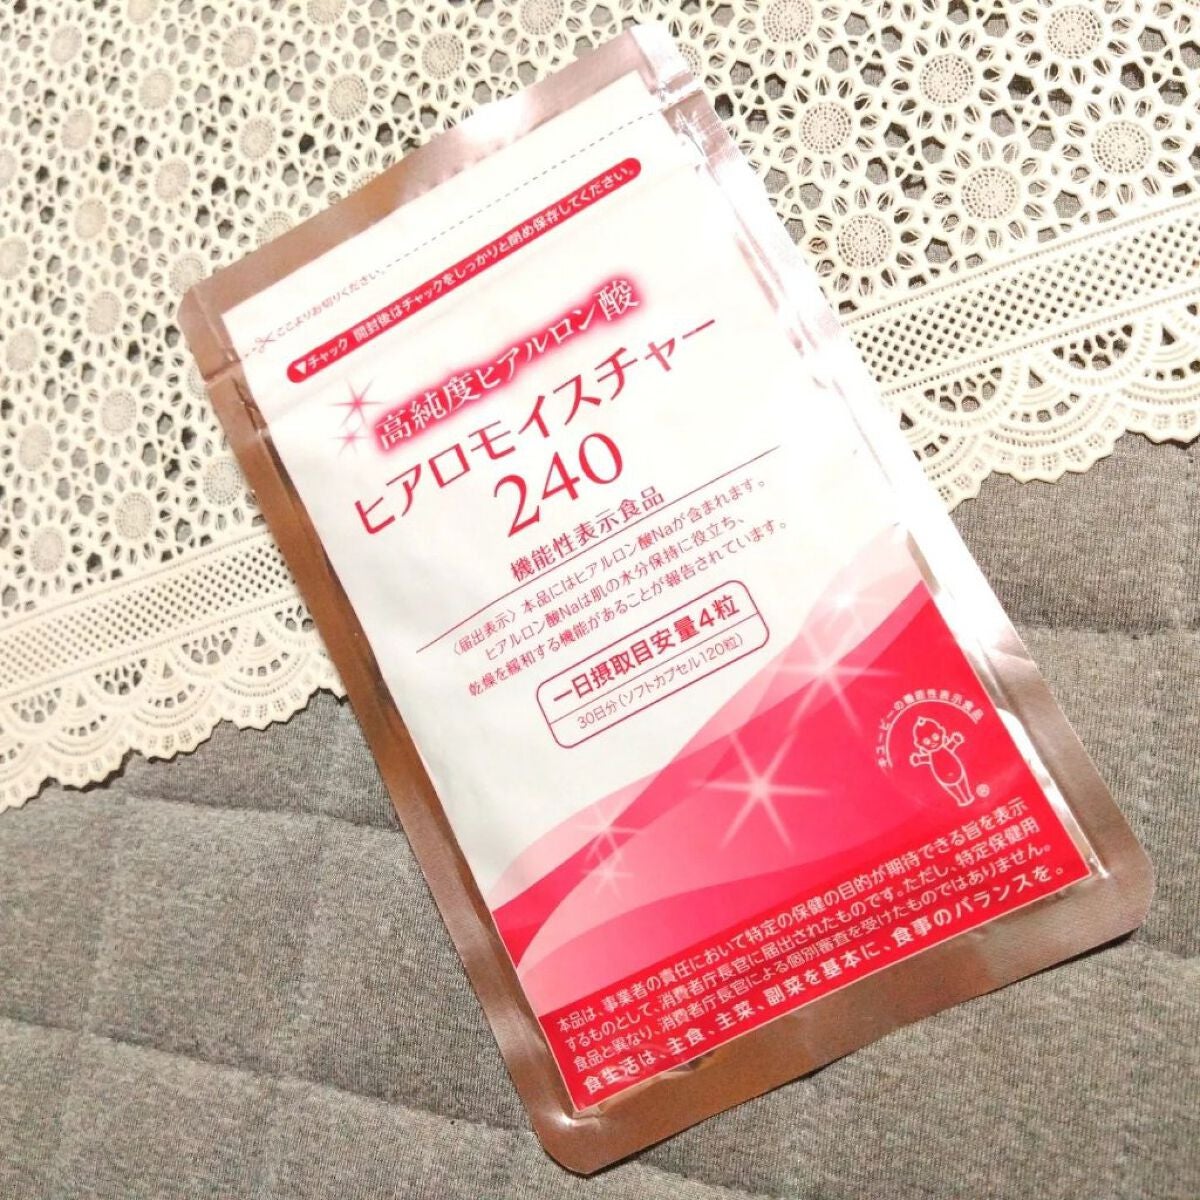 ここよりお切りください。
▼チャック 開封後はチャックをしっかりと閉め保存してください。
高純度ヒアルロン酸
ヒアロモイスチャー
240
機能性表示食品
〈届出表示〉本品にはヒアルロン酸Naが含まれます。
ヒアルロン酸Naは肌の水分保持に役立ち、
乾燥を緩和する機能があることが報告されています。
一日摂取目安量4粒
30日分(ソフトカプセル120粒)
キユーピーの機能性表示食品
®
本品は、事業者の責任において特定の保健の目的が期待できる旨を表示
するものとして、消費者庁長官に届出されたものです。ただし、特定保健用
食品と異なり、消費者庁長官による個別審査を受けたものではありません。
食生活は、主食、主菜、副菜を基本に、食事のバランスを。